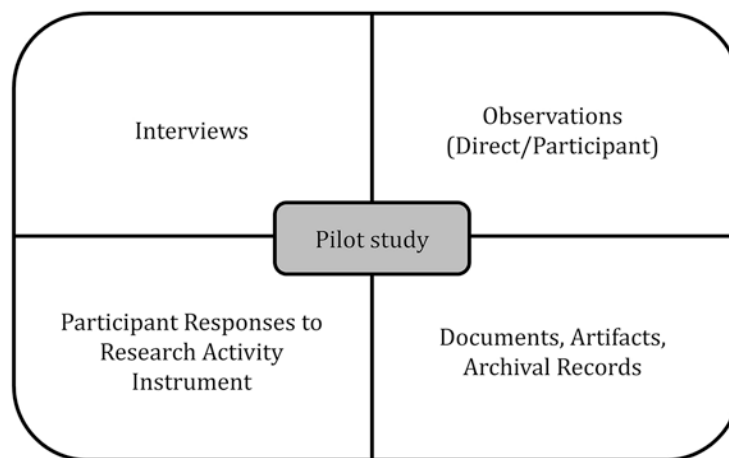 Interviews
Observations
(Direct/Participant)
Pilot study
Participant Responses to
Research Activity
Instrument
Documents, Artifacts,
Archival Records